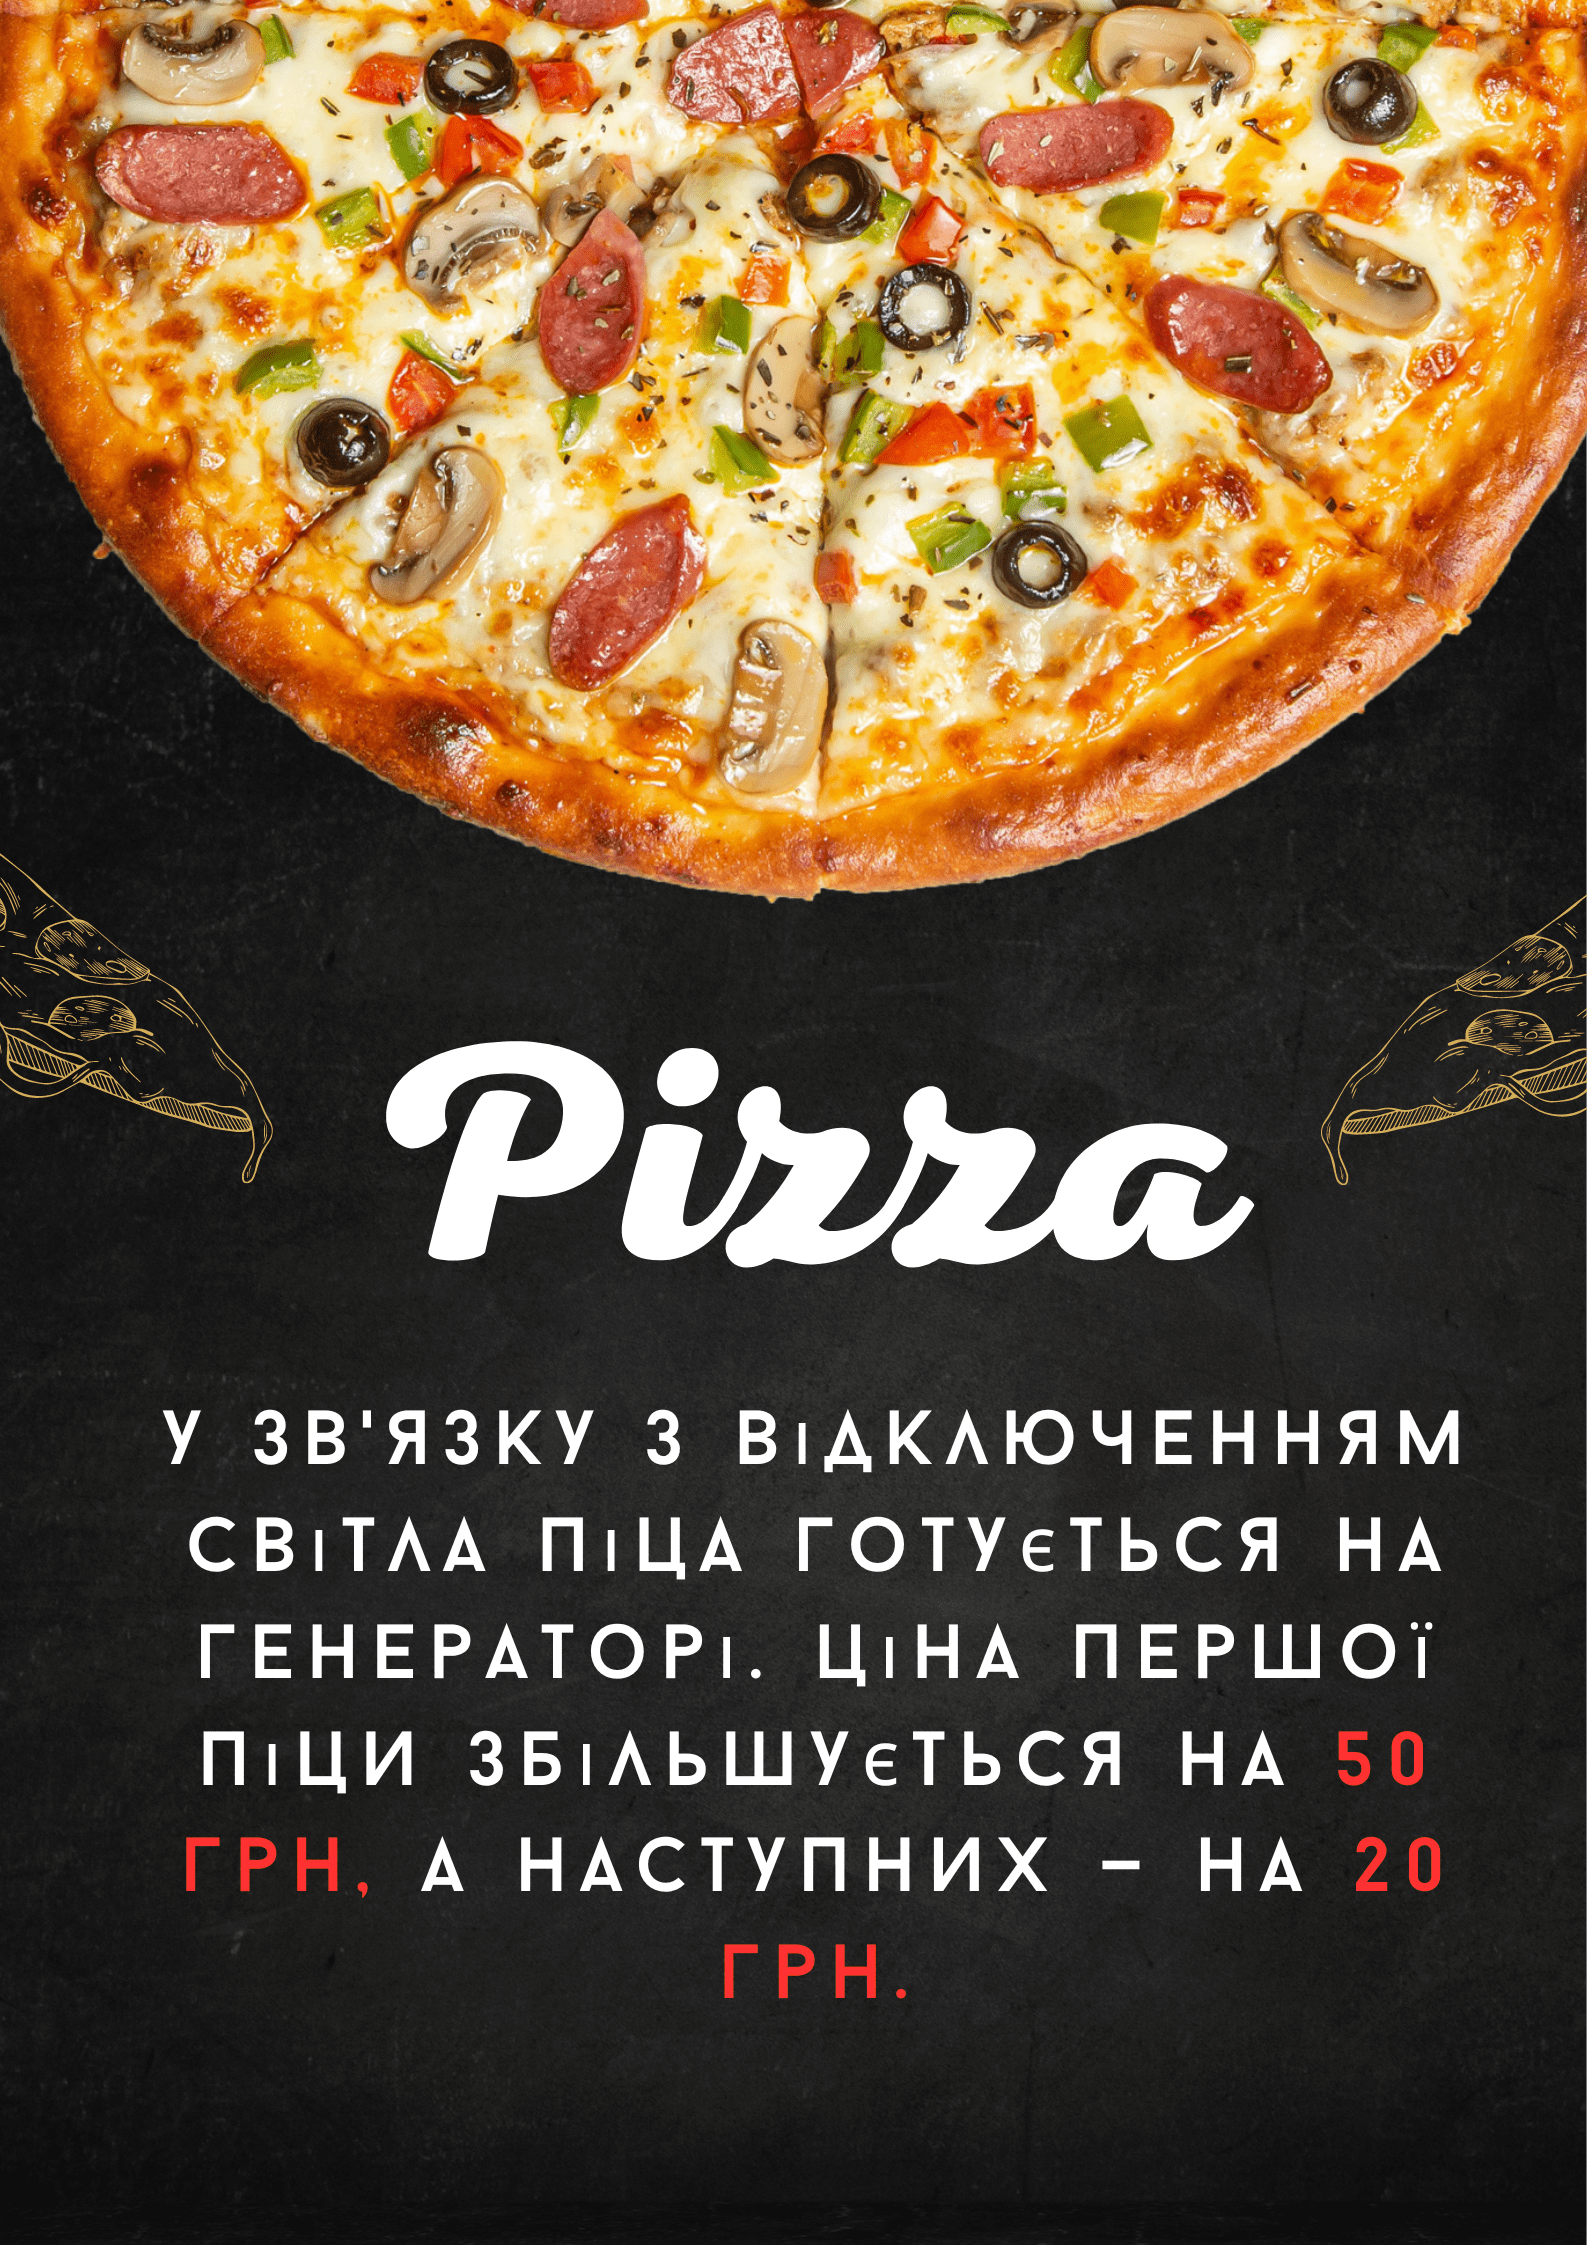 Pizza
У ЗВ'ЯЗКУ З ВІДКЛЮЧЕННЯМ
СВІТЛА ПІЦА ГОТУЄТЬСЯ НА
ГЕНЕРАТОРІ. ЦІНА ПЕРШОЇ
ПІЦИ ЗБІЛЬШУЄТЬСЯ НА 50
ГРН, А НАСТУПНИХ – НА 20
ГРН.